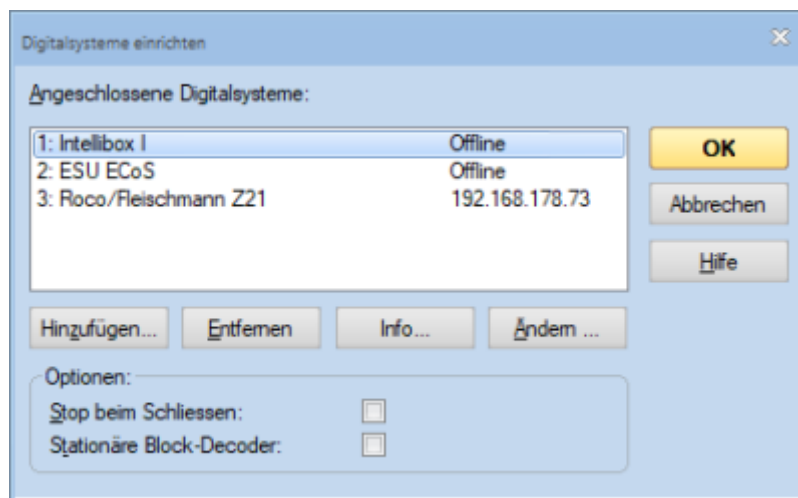 Digitalsysteme einrichten
Angeschlossene Digitalsysteme:
1: Intellibox I Offline
2: ESU ECoS Offline
3: Roco/Fleischmann Z21 192.168.178.73
OK
Abbrechen
Hilfe
Hinzufügen... Entfernen Info... Ändern ...
Optionen:
Stop beim Schliessen:
Stationäre Block-Decoder: